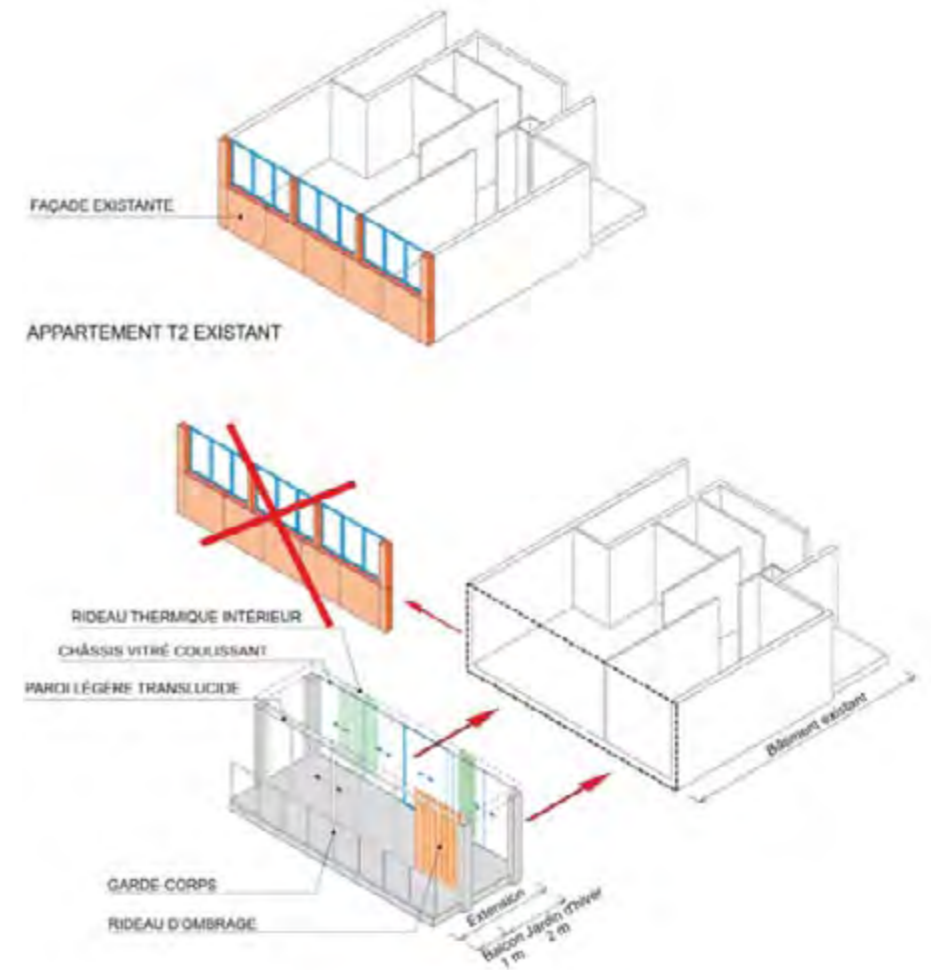 FAÇADE EXISTANTE
APPARTEMENT T2 EXISTANT
RIDEAU THERMIQUE INTÉRIEUR
CHÂSSIS VITRÉ COULISSANT
PAROI LÉGÈRE TRANSLUCIDE
Bâtiment existant
GARDE CORPS
RIDEAU D'OMBRAGE
Extension
Balcon Jardin d'hiver
1 m 2 m